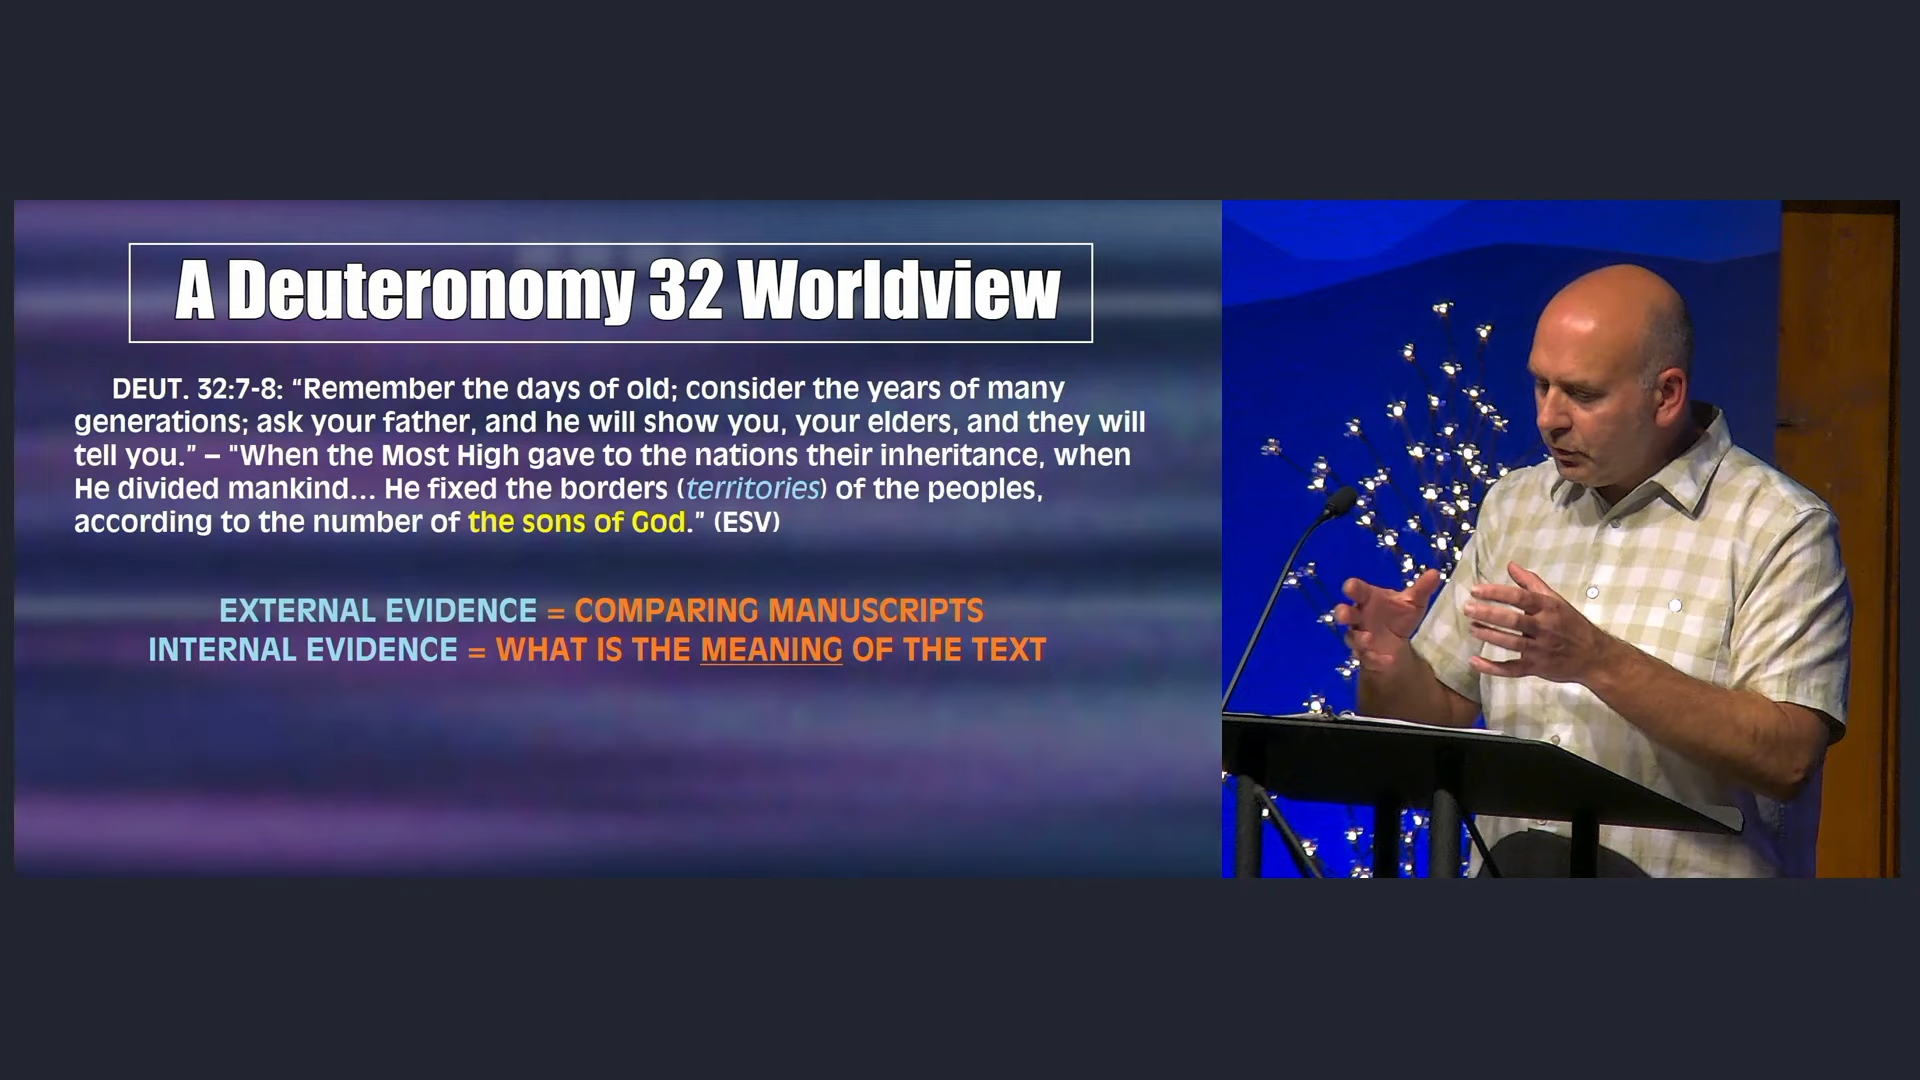 A Deuteronomy 32 Worldview
DEUT. 32:7-8: “Remember the days of old; consider the years of many
generations; ask your father, and he will show you, your elders, and they will
tell you.” – "When the Most High gave to the nations their inheritance, when
He divided mankind... He fixed the borders (territories) of the peoples,
according to the number of the sons of God.” (ESV)
EXTERNAL EVIDENCE = COMPARING MANUSCRIPTS
INTERNAL EVIDENCE = WHAT IS THE MEANING OF THE TEXT